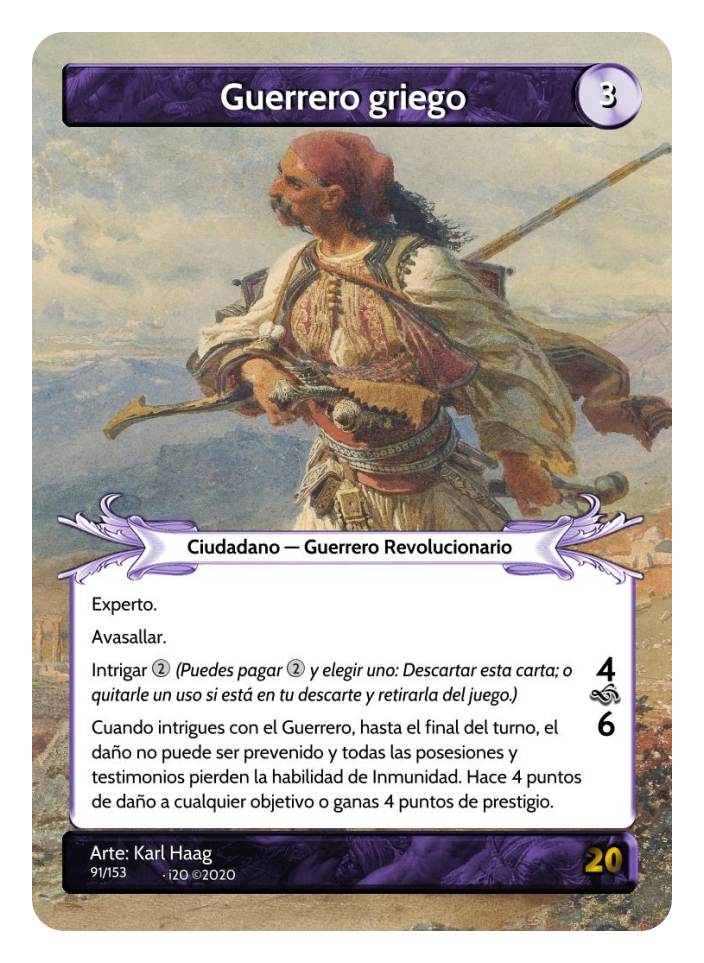 Guerrero griego
3
Ciudadano — Guerrero Revolucionario
Experto.
Avasallar.
Intrigar ② (Puedes pagar ② y elegir uno: Descartar esta carta; o
quitarle un uso si está en tu descarte y retirarla del juego.)
Cuando intrigues con el Guerrero, hasta el final del turno, el
daño no puede ser prevenido y todas las posesiones y
testimonios pierden la habilidad de Inmunidad. Hace 4 puntos
de daño a cualquier objetivo o ganas 4 puntos de prestigio.
4
6
Arte: Karl Haag
91/153 · i20 ©2020
20